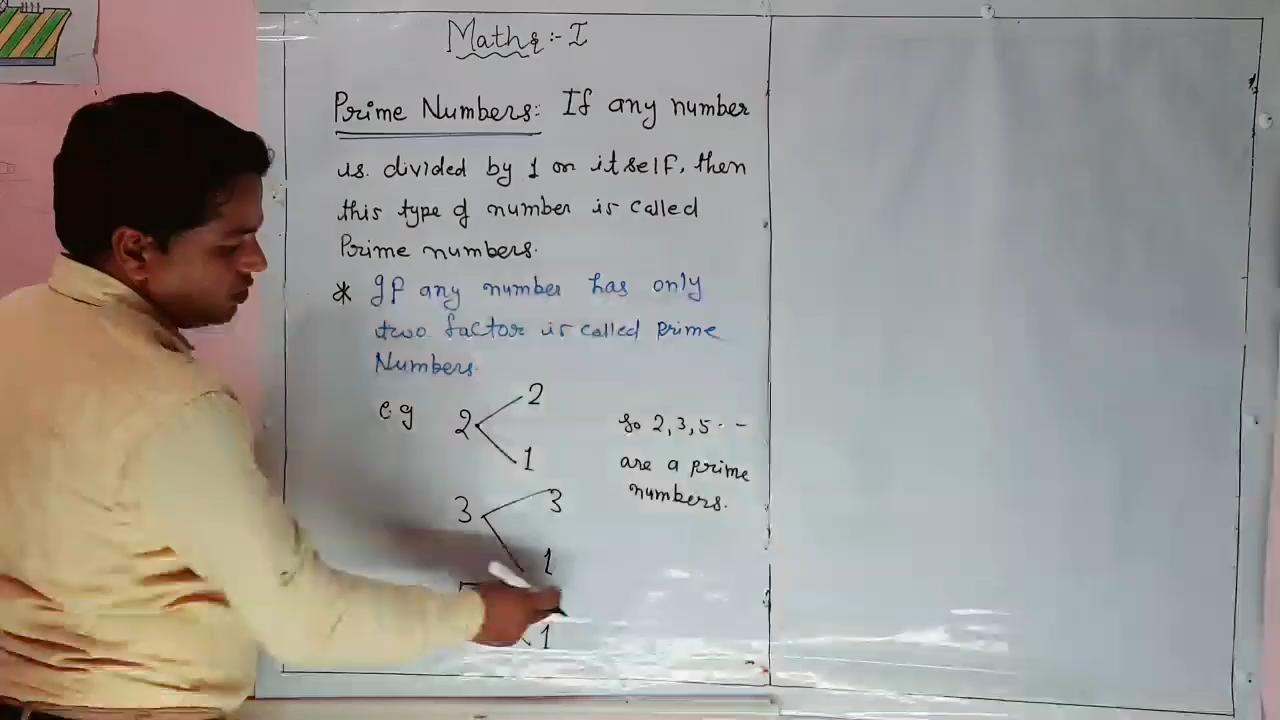 Maths :- I
Prime Numbers: If any number
is divided by 1 or itself, then
this type of number is called
Prime numbers.
* If any number has only
two factor is called prime
Numbers.
e.g 2 2
1
so 2, 3, 5 - -
are a prime
numbers.
3 3
1
1